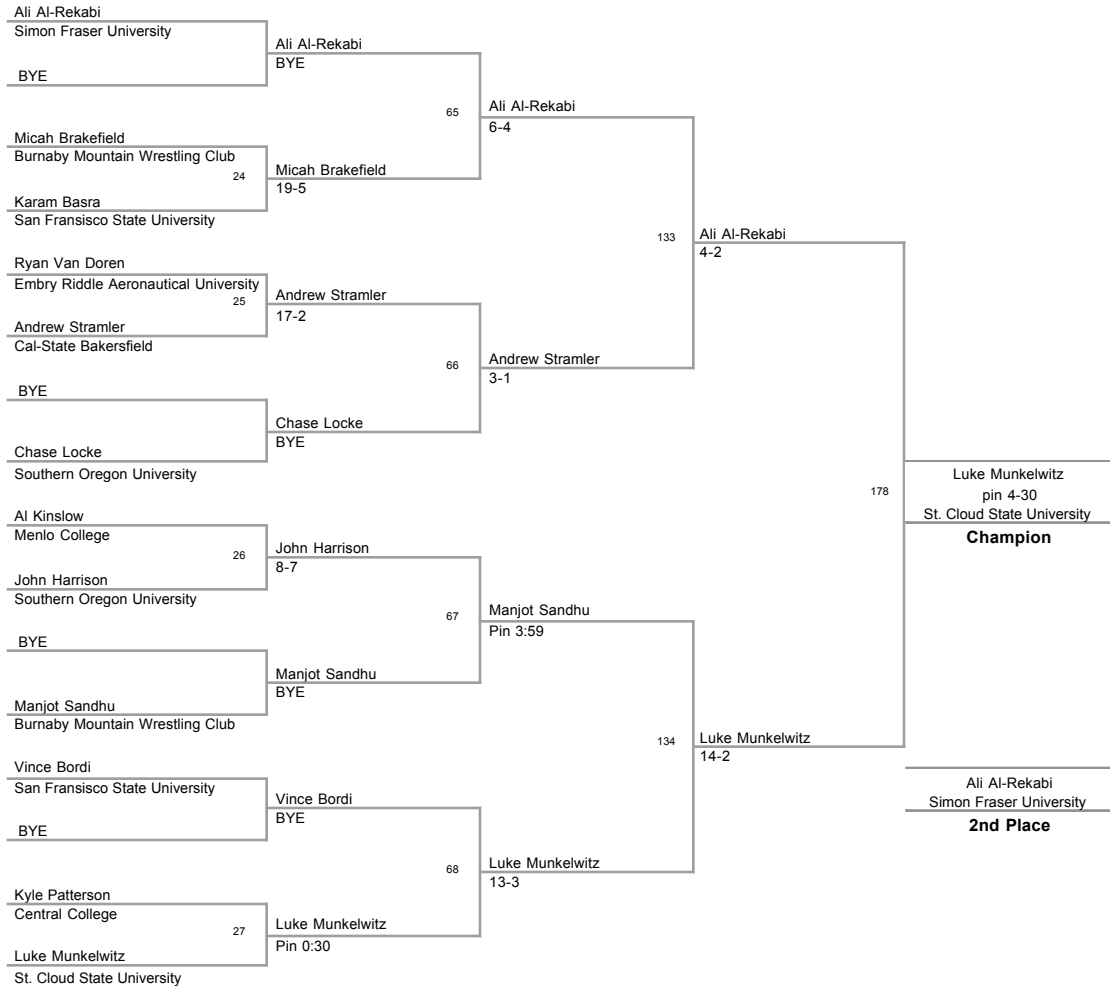 Ali Al-Rekabi
Simon Fraser University
BYE
Micah Brakefield
Burnaby Mountain Wrestling Club
24
Karam Basra
San Fransisco State University
Ryan Van Doren
Embry Riddle Aeronautical University
25
Andrew Stramler
Cal-State Bakersfield
BYE
Chase Locke
Southern Oregon University
Al Kinslow
Menlo College
26
John Harrison
Southern Oregon University
BYE
Manjot Sandhu
Burnaby Mountain Wrestling Club
Vince Bordi
San Fransisco State University
BYE
Kyle Patterson
Central College
27
Luke Munkelwitz
St. Cloud State University
Ali Al-Rekabi
BYE
65
Micah Brakefield
19-5
Andrew Stramler
17-2
66
Chase Locke
BYE
John Harrison
8-7
67
Manjot Sandhu
BYE
Vince Bordi
BYE
68
Luke Munkelwitz
Pin 0:30
Ali Al-Rekabi
6-4
133
Andrew Stramler
3-1
Manjot Sandhu
Pin 3:59
134
Luke Munkelwitz
13-3
Ali Al-Rekabi
4-2
178
Luke Munkelwitz
14-2
Luke Munkelwitz
pin 4-30
St. Cloud State University
Champion
Ali Al-Rekabi
Simon Fraser University
2nd Place